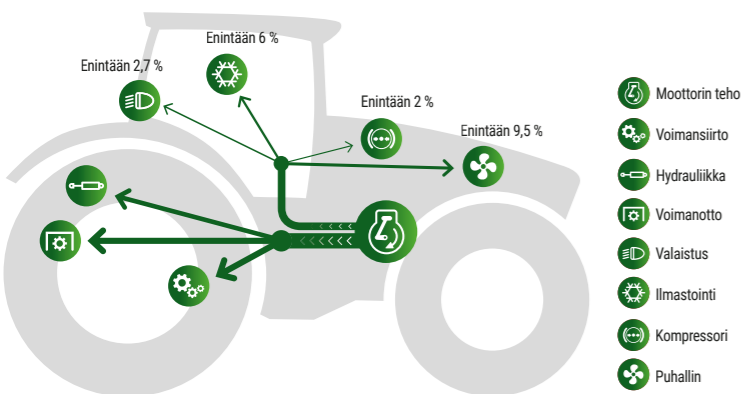 Enintään 6 %
Enintään 2,7 %
Enintään 2 %
Enintään 9,5 %
Moottorin teho
Voimansiirto
Hydrauliikka
Voimanotto
Valaistus
Ilmastointi
Kompressori
Puhallin